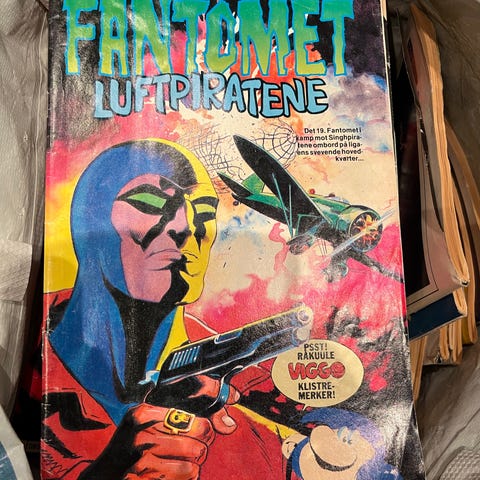 FANTOMET
LUFTPIRATENE
Det 19. Fantomet i
kamp mot Singhpira-
tene ombord på liga-
ens svevende hoved-
kvarter...
PSST!
RÅKUULE
VIGGO
KLISTRE-
MERKER!